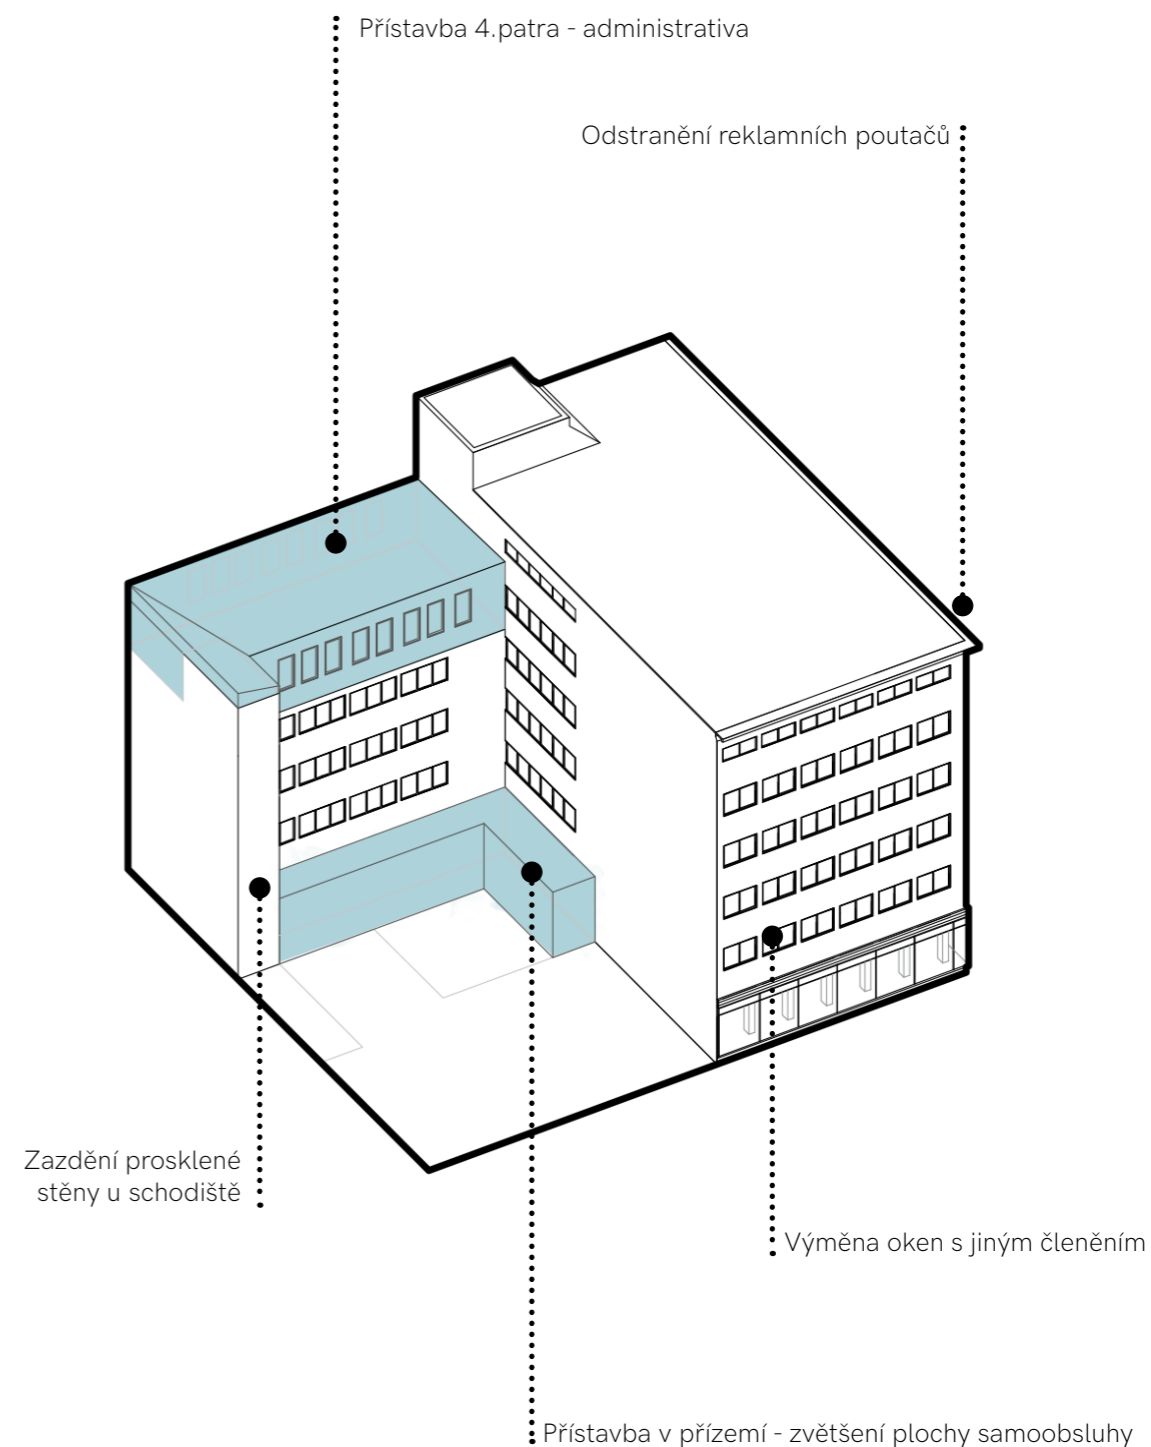 Přístavba 4.patra - administrativa
Odstranění reklamních poutačů
Zazdění prosklené
stěny u schodiště
Výměna oken s jiným členěním
Přístavba v přízemí - zvětšení plochy samoobsluhy